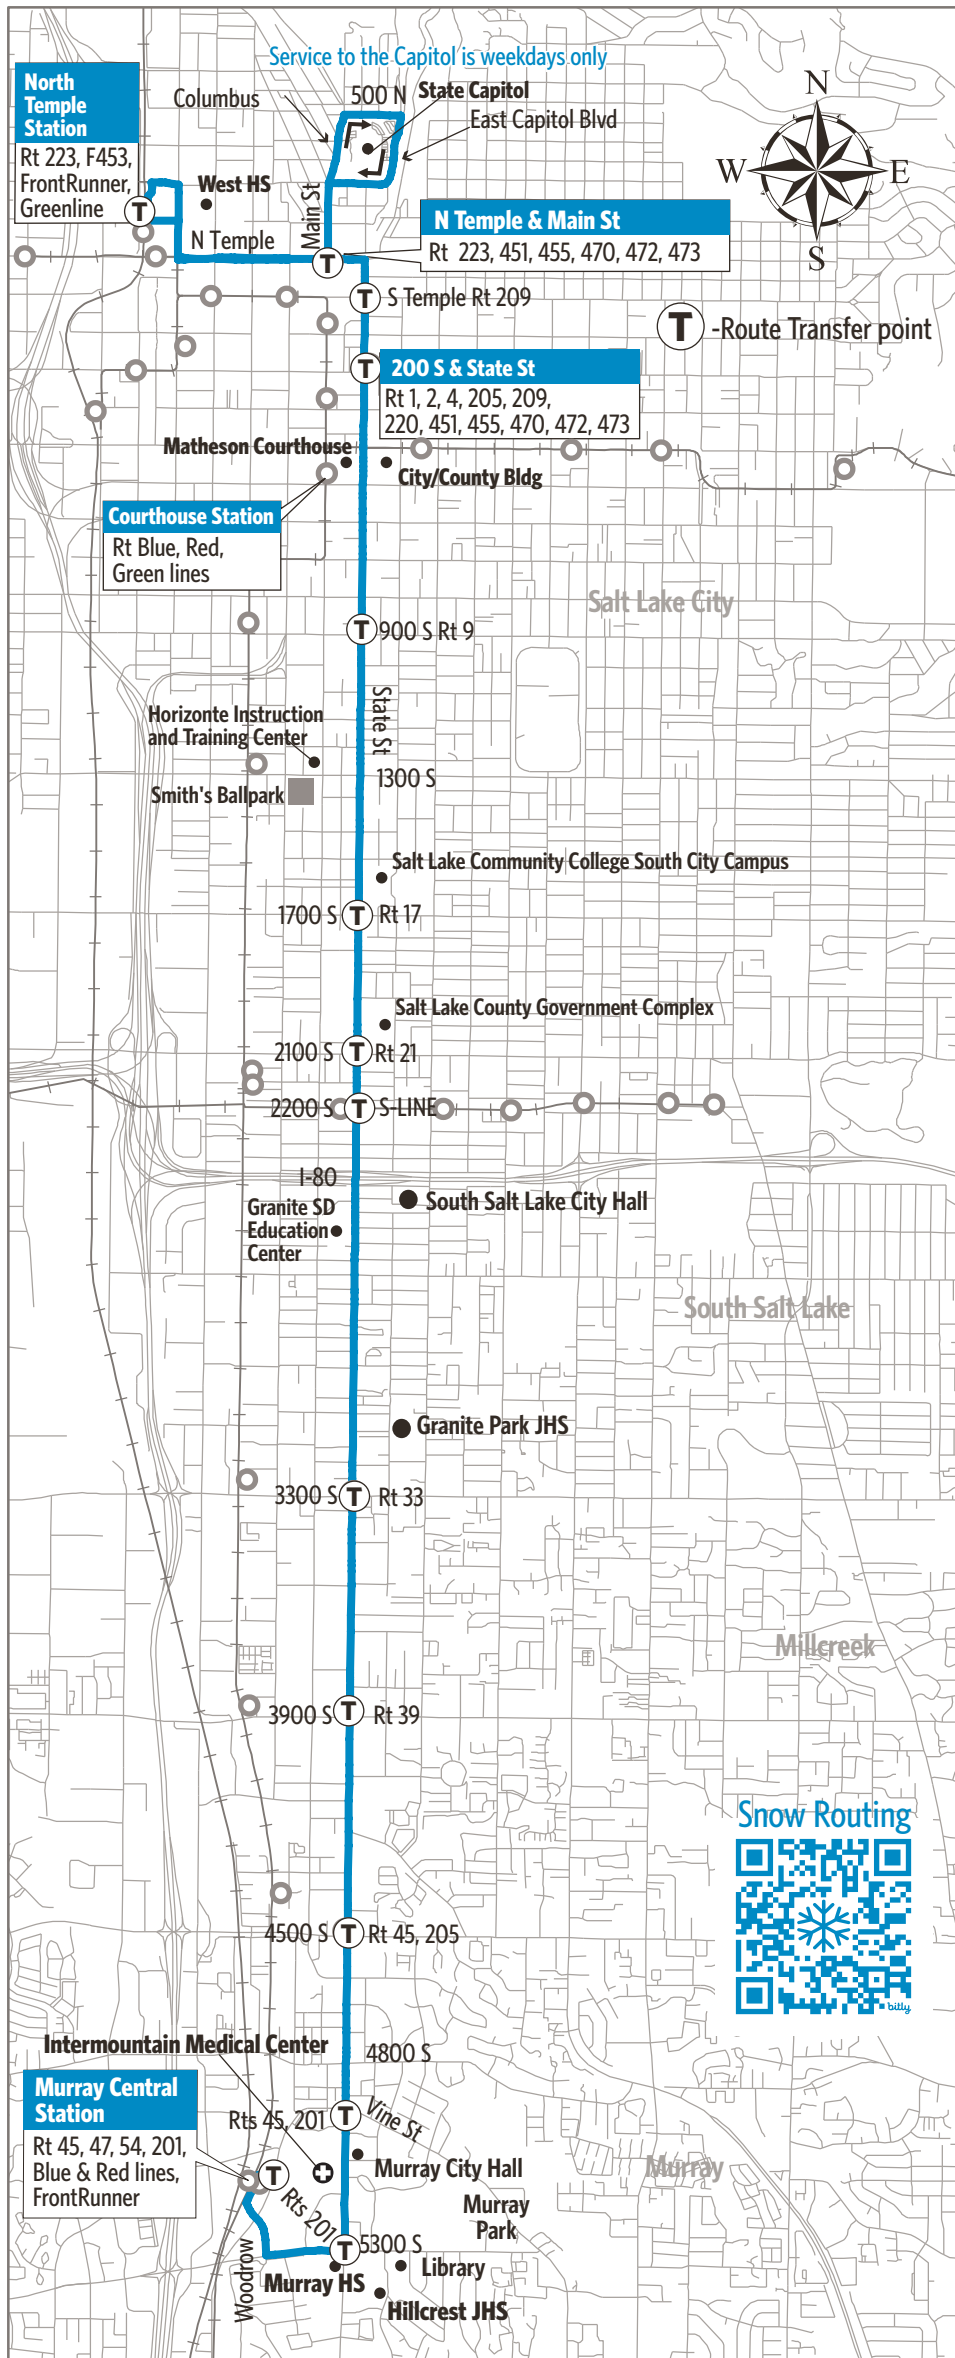 Service to the Capitol is weekdays only
North
Temple
Station
Rt 223, F453,
FrontRunner,
Greenline
Columbus
500 N
State Capitol
East Capitol Blvd
N
W
E
S
West HS
Main St
N Temple
T
T
N Temple & Main St
Rt 223, 451, 455, 470, 472, 473
T
S Temple Rt 209
T
-Route Transfer point
T
200 S & State St
Rt 1, 2, 4, 205, 209,
220, 451, 455, 470, 472, 473
Matheson Courthouse
City/County Bldg
Courthouse Station
Rt Blue, Red,
Green lines
Salt Lake City
T
900 S Rt 9
State St
Horizonte Instruction
and Training Center
1300 S
Smith's Ballpark
Salt Lake Community College South City Campus
1700 S
T
Rt 17
Salt Lake County Government Complex
2100 S
T
Rt 21
2200 S
T
S-LINE
I-80
South Salt Lake City Hall
Granite SD
Education
Center
South Salt Lake
Granite Park JHS
3300 S
T
Rt 33
Millcreek
3900 S
T
Rt 39
Snow Routing
bitly
4500 S
T
Rt 45, 205
Intermountain Medical Center
4800 S
Murray Central
Station
Rt 45, 47, 54, 201,
Blue & Red lines,
FrontRunner
Rts 45, 201
T
Vine St
Murray City Hall
Murray
T
Rts 201
Murray
Park
T
5300 S
Woodrow
Murray HS
Library
Hillcrest JHS